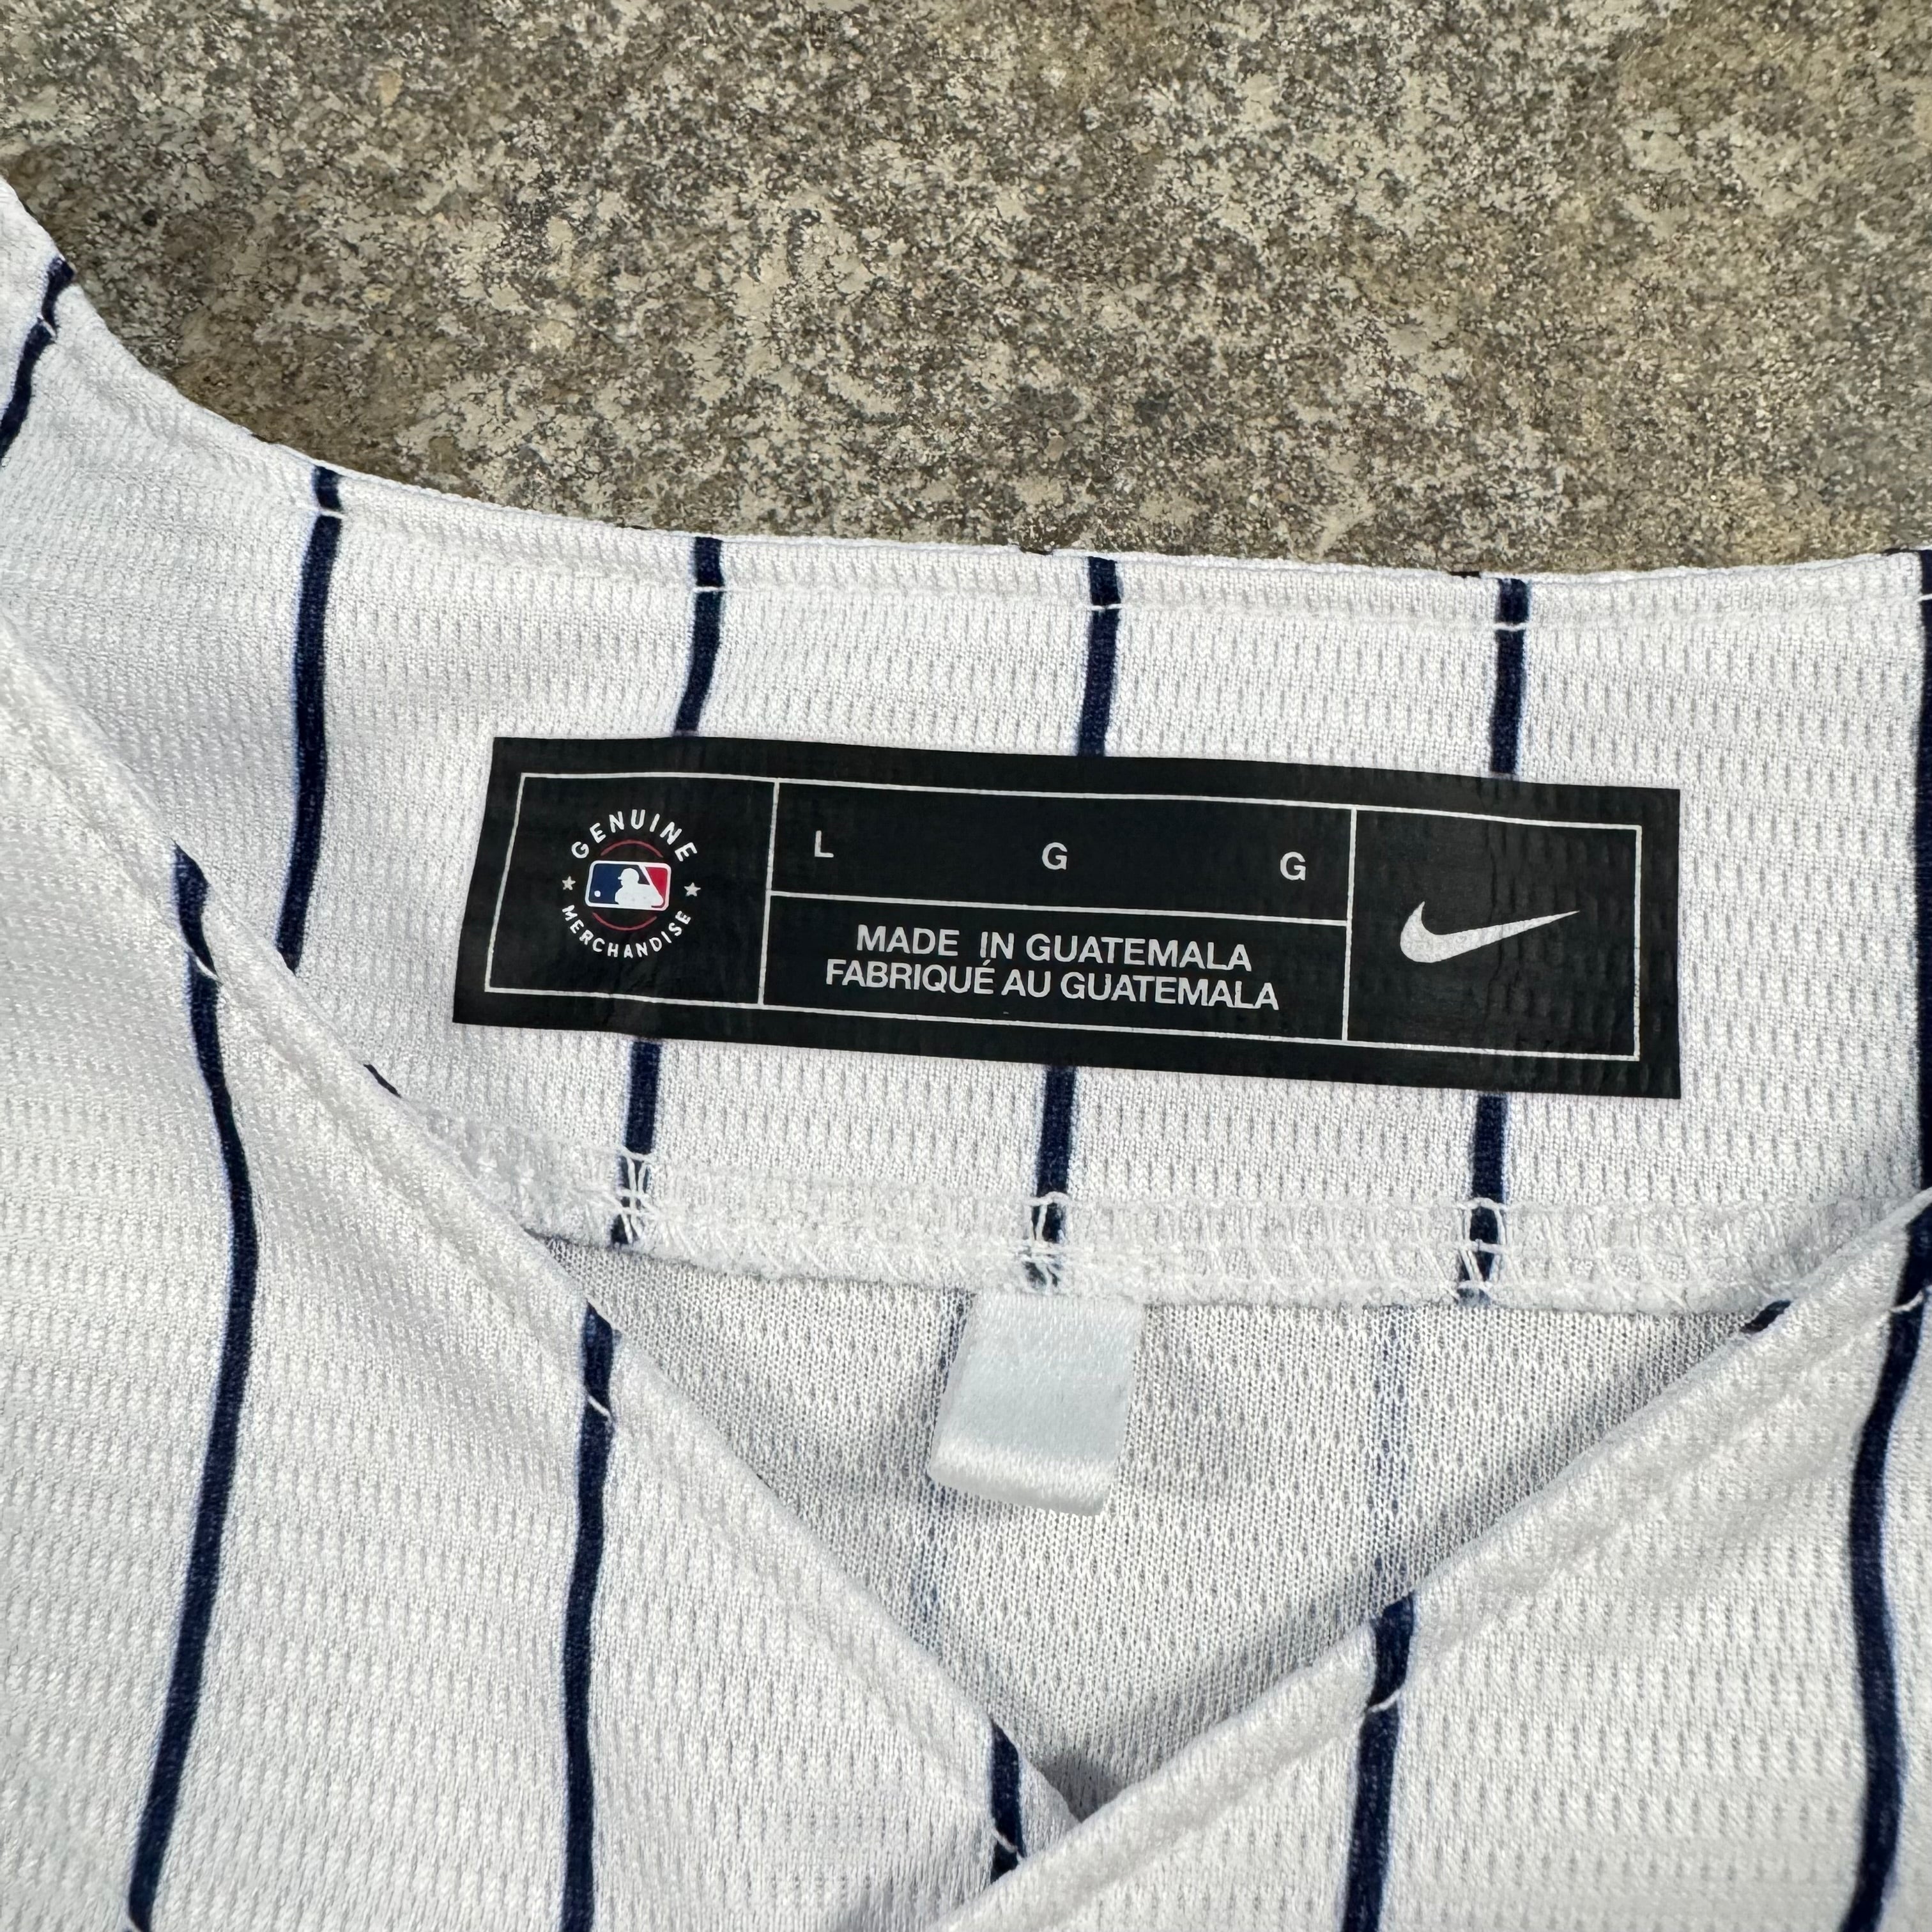 GENUINE
MERCHANDISE
L G G
MADE IN GUATEMALA
FABRIQUÉ AU GUATEMALA